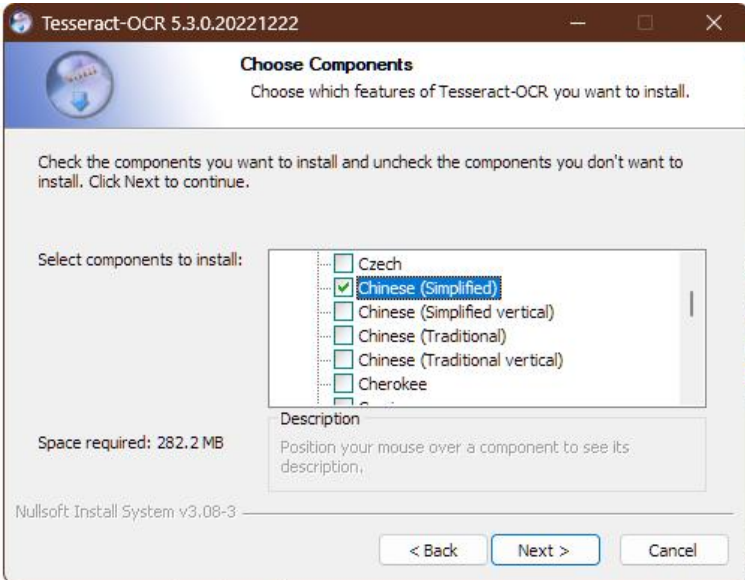 Tesseract-OCR 5.3.0.20221222
Choose Components
Choose which features of Tesseract-OCR you want to install.
Check the components you want to install and uncheck the components you don't want to
install. Click Next to continue.
Select components to install:
Czech
Chinese (Simplified)
Chinese (Simplified vertical)
Chinese (Traditional)
Chinese (Traditional vertical)
Cherokee
Space required: 282.2 MB
Description
Position your mouse over a component to see its
description.
Nullsoft Install System v3.08-3
< Back
Next >
Cancel